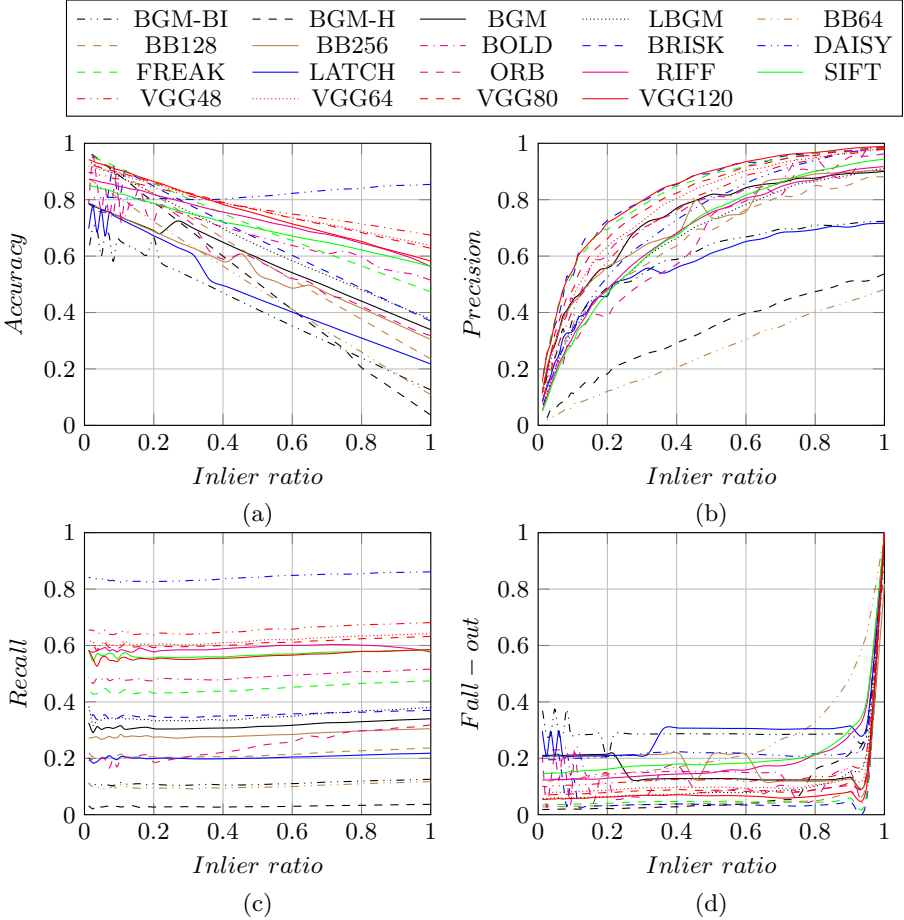 BGM-BI BGM-H BGM LBGM BB64
BB128 BB256 BOLD BRISK DAISY
FREAK LATCH ORB RIFF SIFT
VGG48 VGG64 VGG80 VGG120
Accuracy
1
0.8
0.6
0.4
0.2
0
0 0.2 0.4 0.6 0.8 1
Inlier ratio
(a)
Precision
1
0.8
0.6
0.4
0.2
0
0 0.2 0.4 0.6 0.8 1
Inlier ratio
(b)
Recall
1
0.8
0.6
0.4
0.2
0
0 0.2 0.4 0.6 0.8 1
Inlier ratio
(c)
Fall − out
1
0.8
0.6
0.4
0.2
0
0 0.2 0.4 0.6 0.8 1
Inlier ratio
(d)